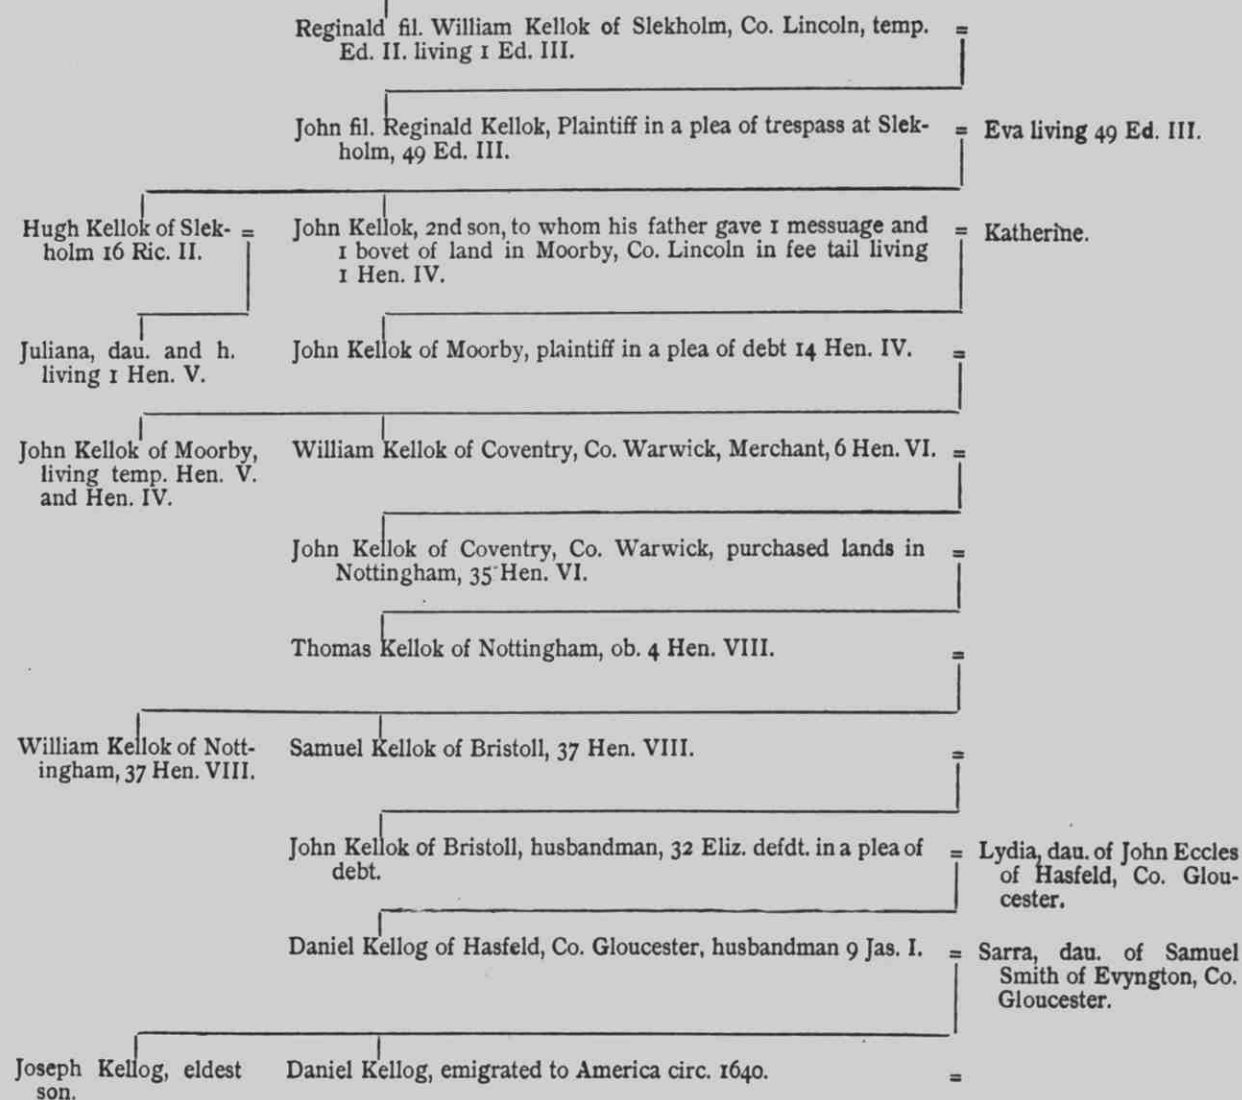 Reginald fil. William Kellok of Slekholm, Co. Lincoln, temp. =
Ed. II. living 1 Ed. III.
John fil. Reginald Kellok, Plaintiff in a plea of trespass at Slek- =
holm, 49 Ed. III.
Eva living 49 Ed. III.
Hugh Kellok of Slek- =
holm 16 Ric. II.
John Kellok, 2nd son, to whom his father gave 1 messuage and =
1 bovet of land in Moorby, Co. Lincoln in fee tail living
1 Hen. IV.
Katherine.
Juliana, dau. and h.
living 1 Hen. V.
John Kellok of Moorby, plaintiff in a plea of debt 14 Hen. IV. =
John Kellok of Moorby,
living temp. Hen. V.
and Hen. IV.
William Kellok of Coventry, Co. Warwick, Merchant, 6 Hen. VI. =
John Kellok of Coventry, Co. Warwick, purchased lands in =
Nottingham, 35 Hen. VI.
Thomas Kellok of Nottingham, ob. 4 Hen. VIII. =
William Kellok of Nott-
ingham, 37 Hen. VIII.
Samuel Kellok of Bristoll, 37 Hen. VIII. =
John Kellok of Bristoll, husbandman, 32 Eliz. defdt. in a plea of =
debt.
Lydia, dau. of John Eccles
of Hasfeld, Co. Glou-
cester.
Daniel Kellog of Hasfeld, Co. Gloucester, husbandman 9 Jas. I. =
Sarra, dau. of Samuel
Smith of Evyngton, Co.
Gloucester.
Joseph Kellog, eldest
son.
Daniel Kellog, emigrated to America circ. 1640. =